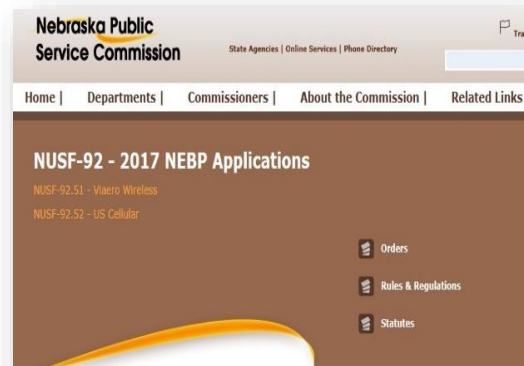 Nebraska Public
Service Commission
State Agencies | Online Services | Phone Directory
Home | Departments | Commissioners | About the Commission | Related Links
NUSF-92 - 2017 NEBP Applications
NUSF-92.51 - Viaero Wireless
NUSF-92.52 - US Cellular
Orders
Rules & Regulations
Statutes